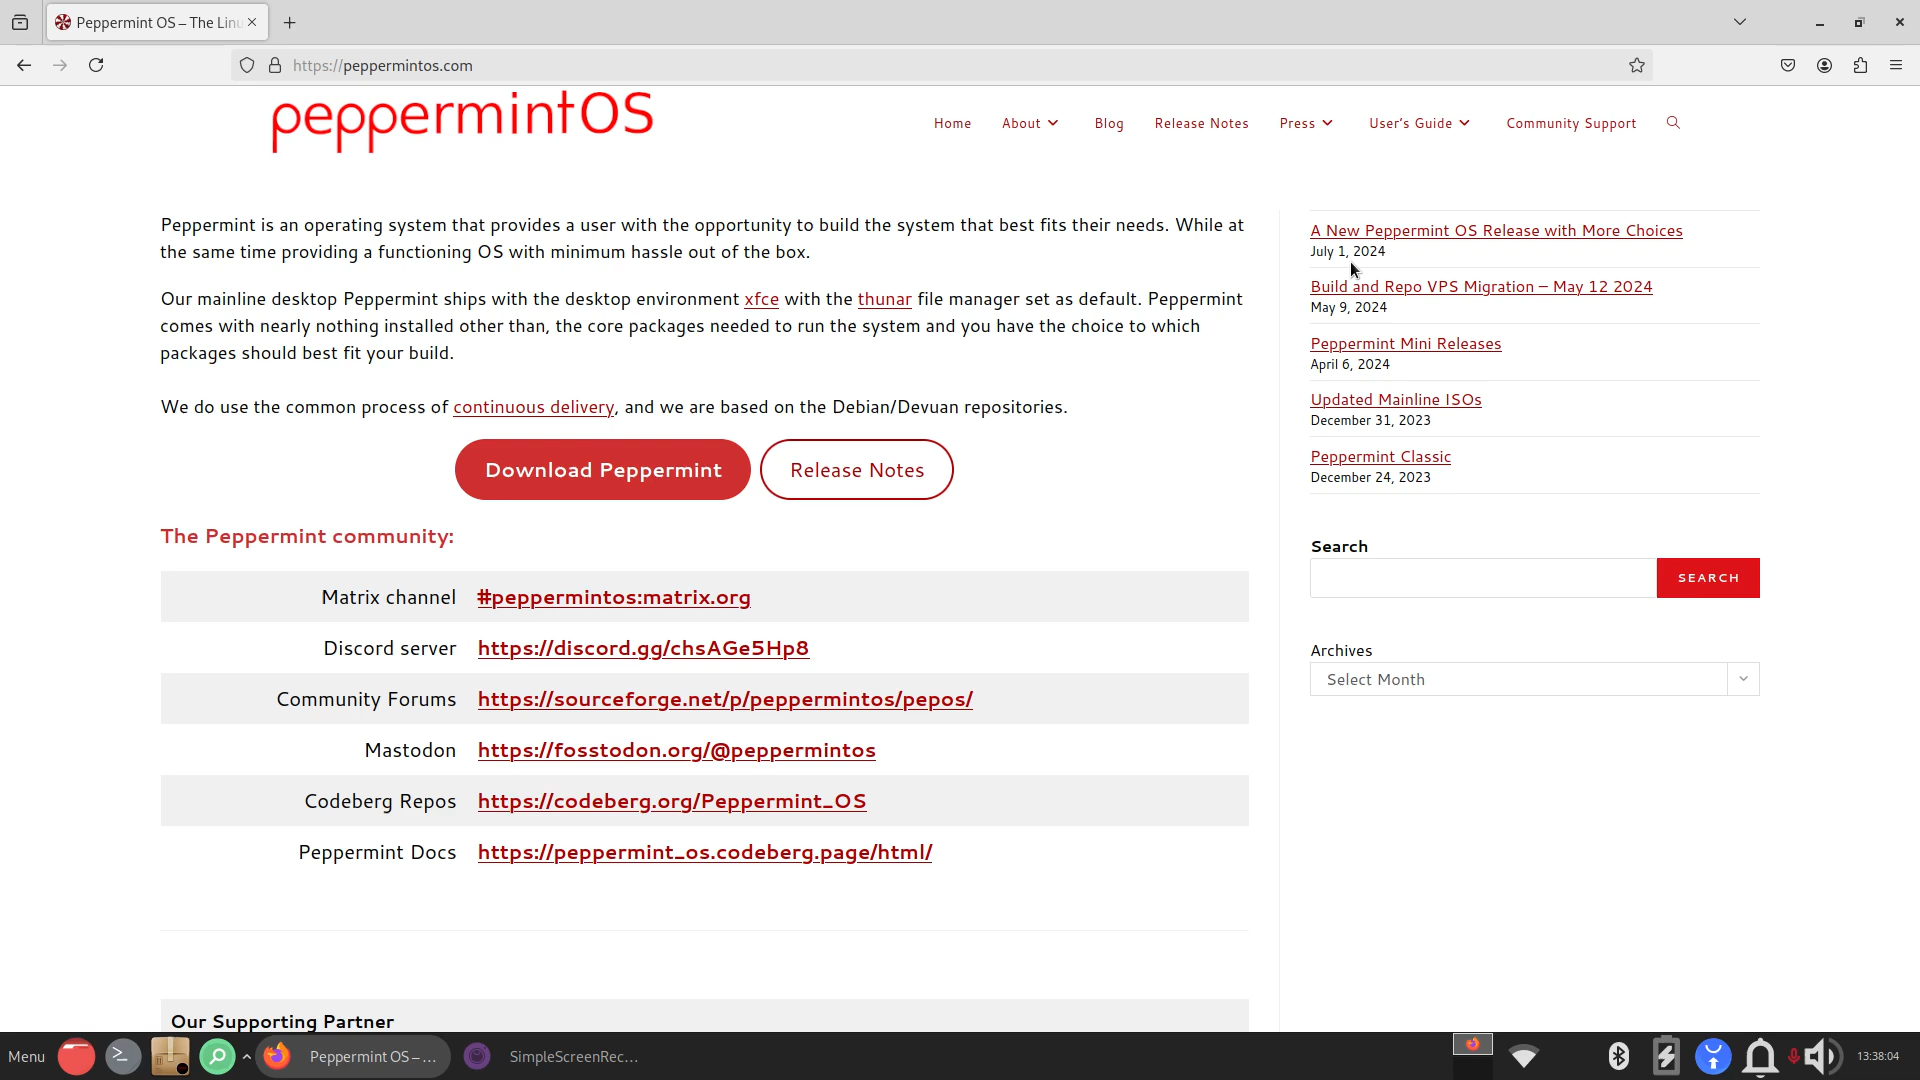 Peppermint OS – The Linu
https://peppermintos.com
peppermintOS
Home About Blog Release Notes Press User's Guide Community Support
Peppermint is an operating system that provides a user with the opportunity to build the system that best fits their needs. While at
the same time providing a functioning OS with minimum hassle out of the box.
Our mainline desktop Peppermint ships with the desktop environment xfce with the thunar file manager set as default. Peppermint
comes with nearly nothing installed other than, the core packages needed to run the system and you have the choice to which
packages should best fit your build.
We do use the common process of continuous delivery, and we are based on the Debian/Devuan repositories.
Download Peppermint Release Notes
The Peppermint community:
Matrix channel #peppermintos:matrix.org
Discord server https://discord.gg/chsAGe5Hp8
Community Forums https://sourceforge.net/p/peppermintos/pepos/
Mastodon https://fosstodon.org/@peppermintos
Codeberg Repos https://codeberg.org/Peppermint_OS
Peppermint Docs https://peppermint_os.codeberg.page/html/
Our Supporting Partner
A New Peppermint OS Release with More Choices
July 1, 2024
Build and Repo VPS Migration – May 12 2024
May 9, 2024
Peppermint Mini Releases
April 6, 2024
Updated Mainline ISOs
December 31, 2023
Peppermint Classic
December 24, 2023
Search
SEARCH
Archives
Select Month
Menu Peppermint OS – ... SimpleScreenRec... 13:38:04